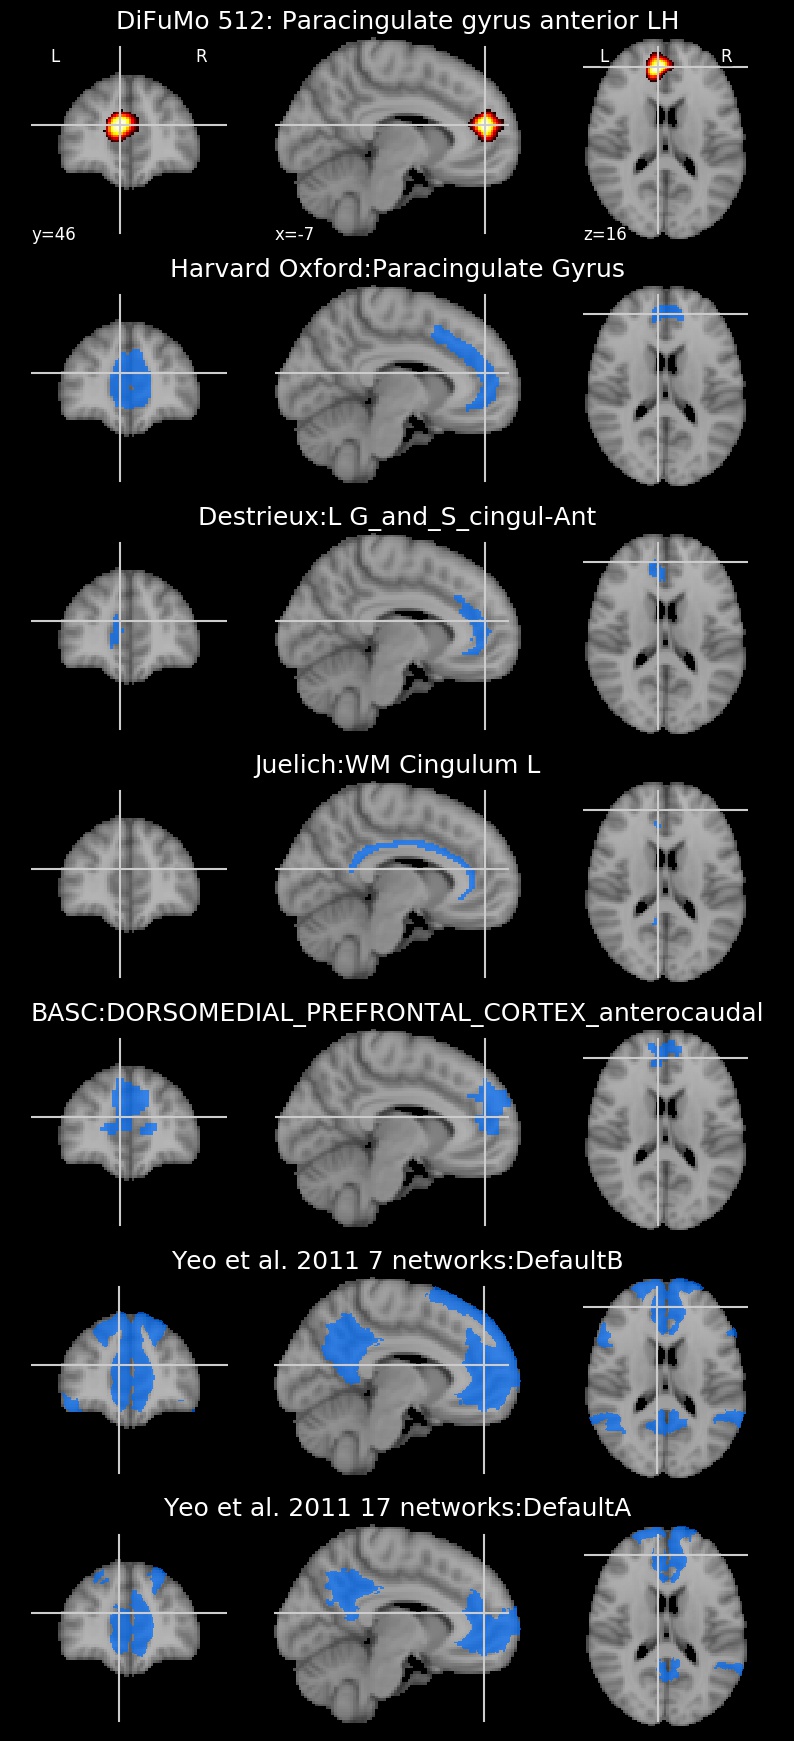 DiFuMo 512: Paracingulate gyrus anterior LH
L R L R
y=46 x=-7 z=16
Harvard Oxford:Paracingulate Gyrus
Destrieux:L G_and_S_cingul-Ant
Juelich:WM Cingulum L
BASC:DORSOMEDIAL_PREFRONTAL_CORTEX_anterocaudal
Yeo et al. 2011 7 networks:DefaultB
Yeo et al. 2011 17 networks:DefaultA